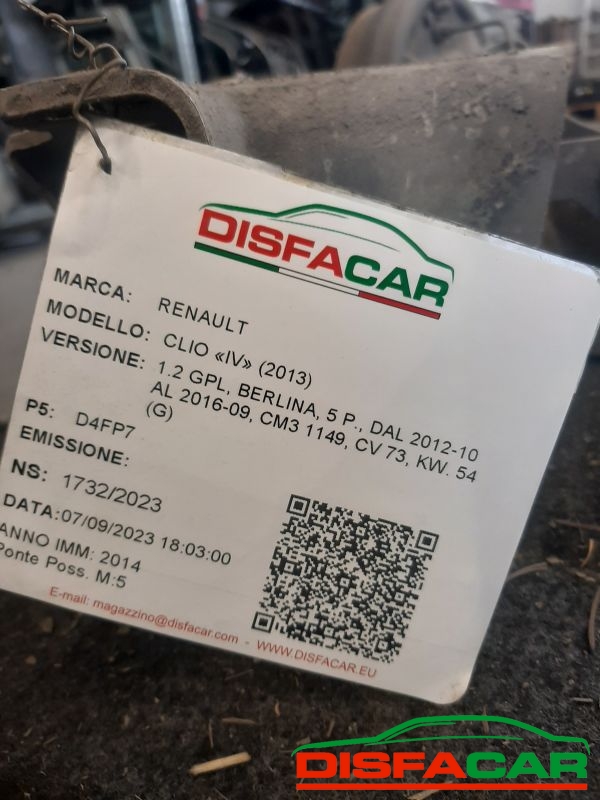 DISFACAR
MARCA: RENAULT
MODELLO: CLIO «IV» (2013)
VERSIONE: 1.2 GPL, BERLINA, 5 P., DAL 2012-10
AL 2016-09, CM3 1149, CV 73, KW. 54
(G)
P5: D4FP7
EMISSIONE:
NS: 1732/2023
DATA:07/09/2023 18:03:00
ANNO IMM: 2014
Ponte Poss. M:5
E-mail: magazzino@disfacar.com - WWW.DISFACAR.EU
DISFACAR